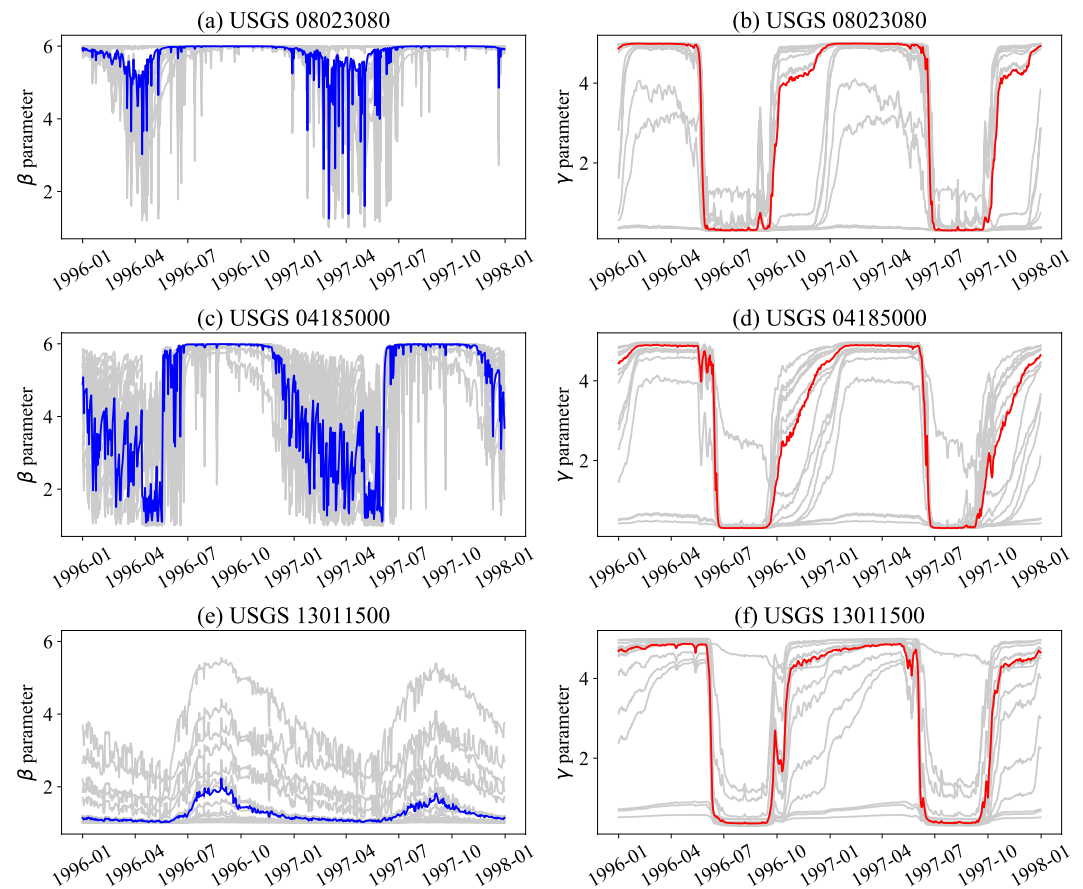 (a) USGS 08023080
(b) USGS 08023080
6
4
2
β parameter
4
2
γ parameter
1996-01 1996-04 1996-07 1996-10 1997-01 1997-04 1997-07 1997-10 1998-01
1996-01 1996-04 1996-07 1996-10 1997-01 1997-04 1997-07 1997-10 1998-01
(c) USGS 04185000
(d) USGS 04185000
6
4
2
β parameter
4
2
γ parameter
1996-01 1996-04 1996-07 1996-10 1997-01 1997-04 1997-07 1997-10 1998-01
1996-01 1996-04 1996-07 1996-10 1997-01 1997-04 1997-07 1997-10 1998-01
(e) USGS 13011500
(f) USGS 13011500
6
4
2
β parameter
4
2
γ parameter
1996-01 1996-04 1996-07 1996-10 1997-01 1997-04 1997-07 1997-10 1998-01
1996-01 1996-04 1996-07 1996-10 1997-01 1997-04 1997-07 1997-10 1998-01